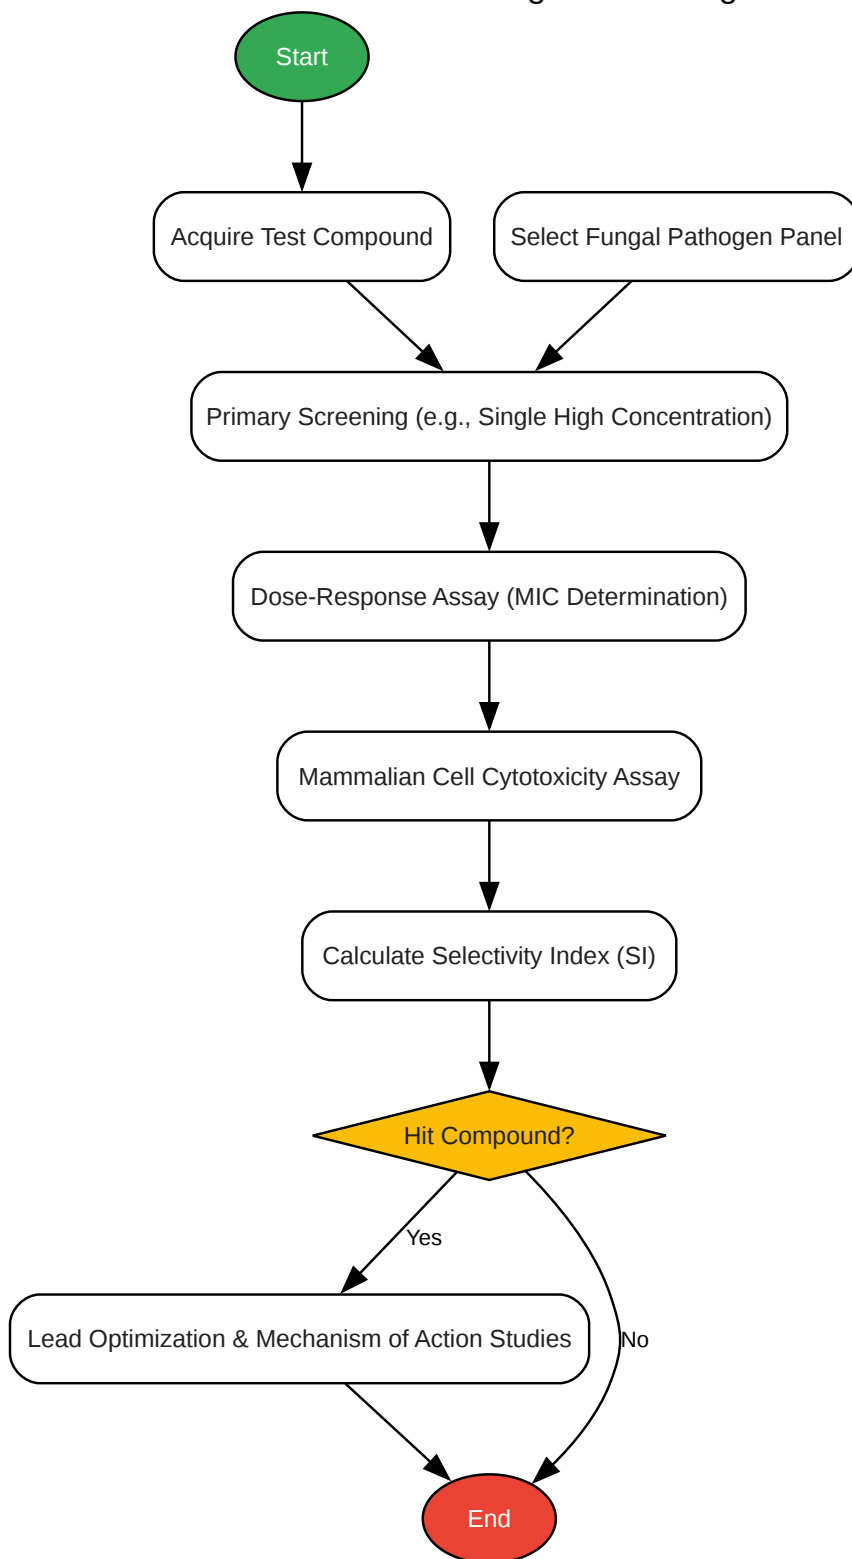 Start
Acquire Test Compound
Select Fungal Pathogen Panel
Primary Screening (e.g., Single High Concentration)
Dose-Response Assay (MIC Determination)
Mammalian Cell Cytotoxicity Assay
Calculate Selectivity Index (SI)
Hit Compound?
Yes
Lead Optimization & Mechanism of Action Studies
No
End